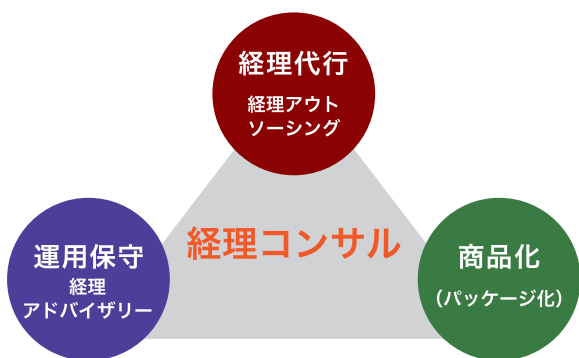 経理代行
経理アウト
ソーシング
経理コンサル
運用保守
経理
アドバイザリー
商品化
（パッケージ化）